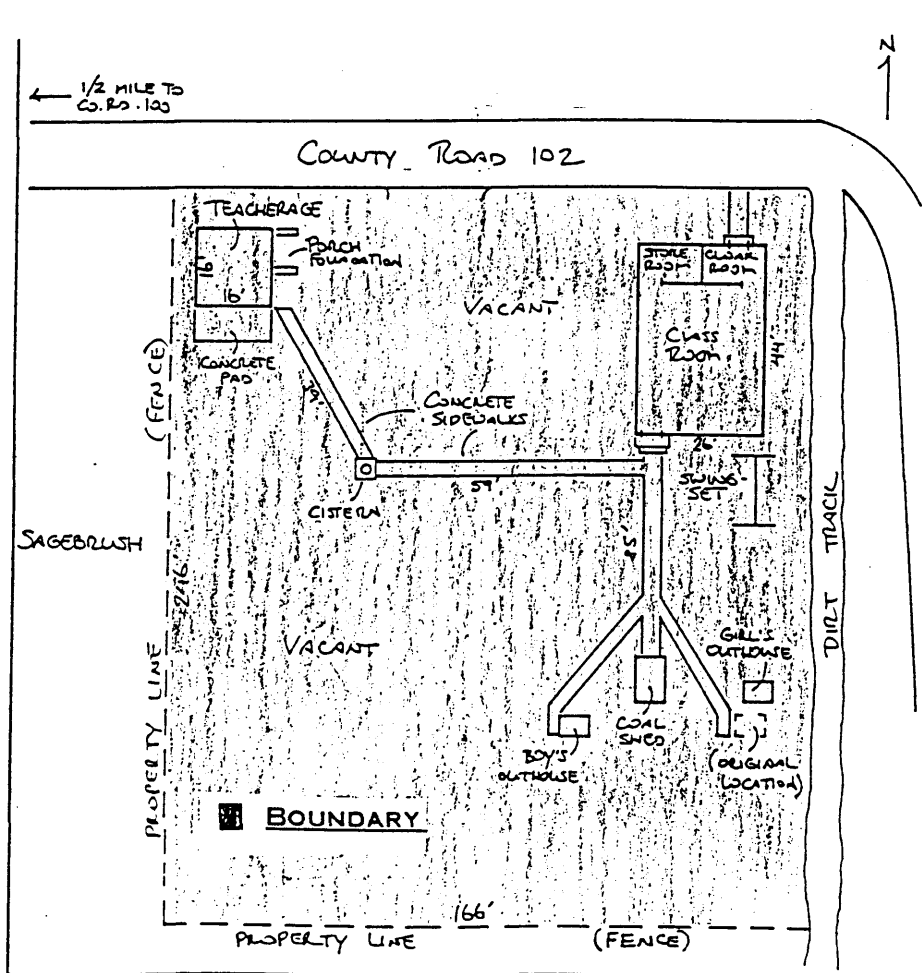 N
1/2 MILE TO
CO. RD. 100
COUNTY ROAD 102
TEACHERAGE
PORCH
FOUNDATION
16'
16'
STORE
ROOM
CLOAK
ROOM
VACANT
CLASS
ROOM
44'
CONCRETE
PAD
(FENCE)
CONCRETE
SIDEWALKS
26'
SWING-
SET
59'
CISTERN
SAGEBRUSH
DIRT TRACK
VACANT
GIRL'S
OUTHOUSE
PROPERTY LINE
COAL
SHED
BOY'S
OUTHOUSE
(ORIGINAL
LOCATION)
BOUNDARY
166'
PROPERTY LINE
(FENCE)